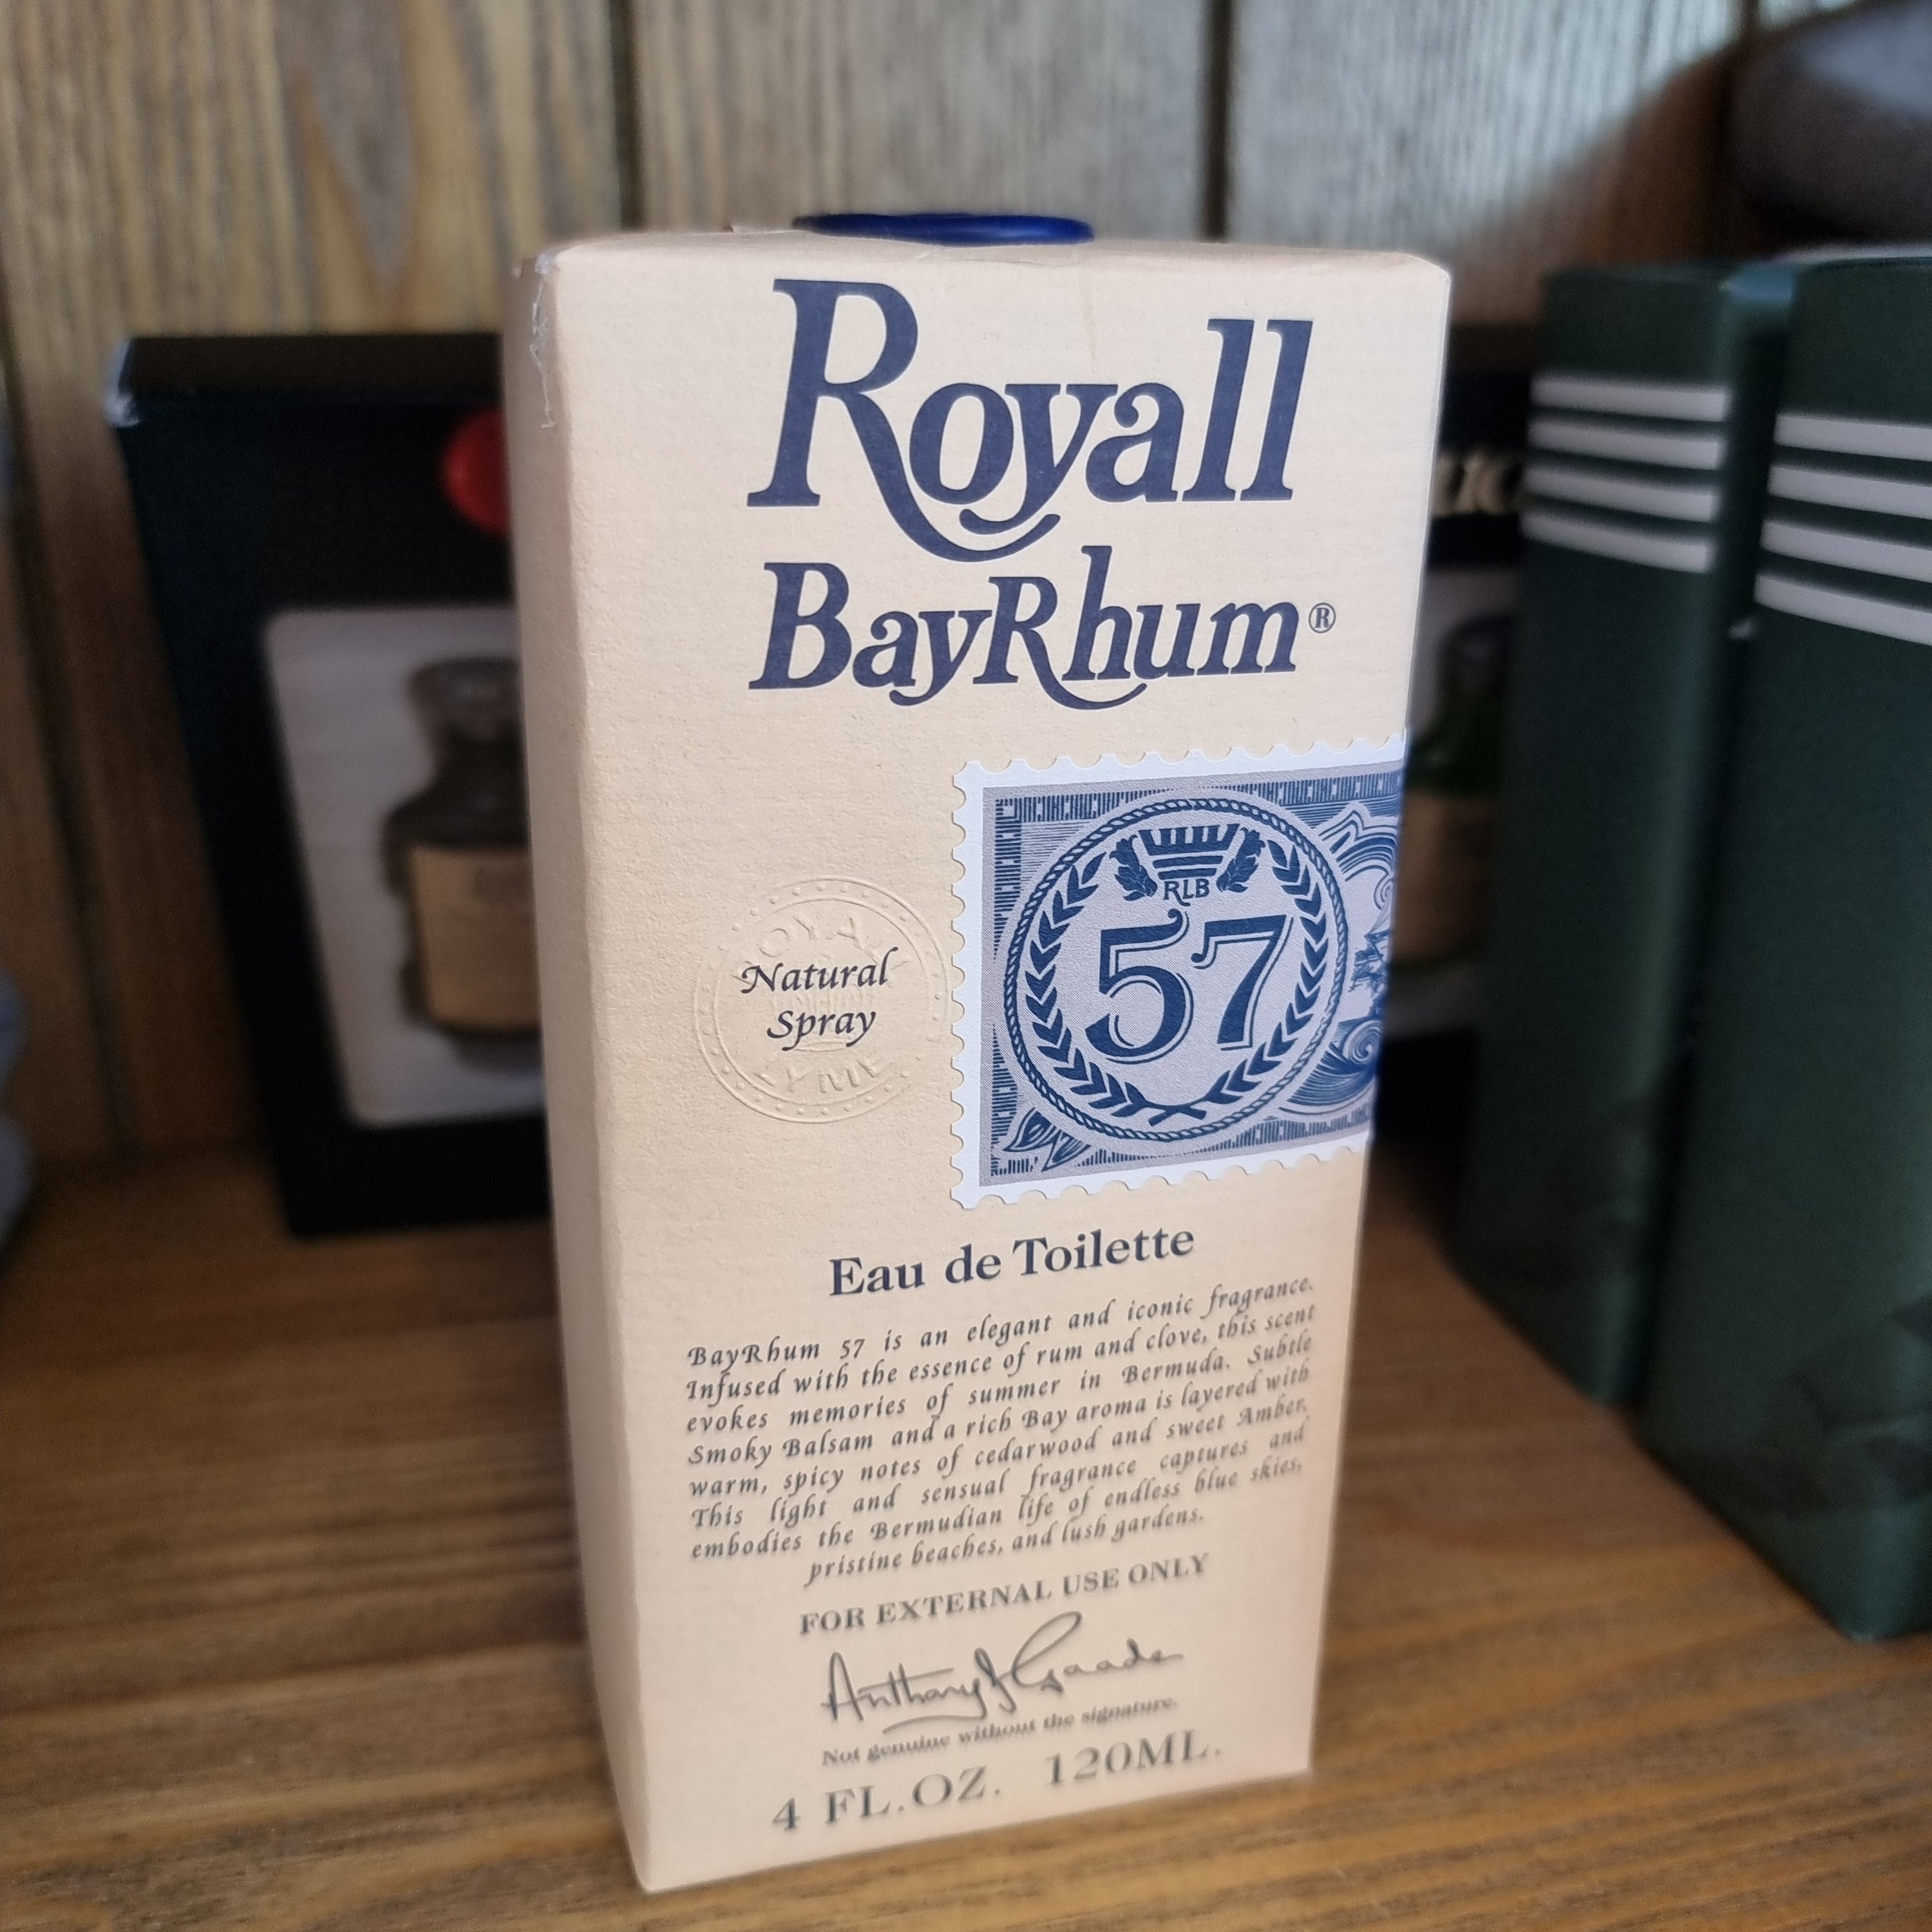 Royall
BayRhum®
RLB
57
Natural
Spray
LYME
Eau de Toilette
BayRhum 57 is an elegant and iconic fragrance.
Infused with the essence of rum and clove, this scent
evokes memories of summer in Bermuda. Subtle
Smoky Balsam and a rich Bay aroma is layered with
warm, spicy notes of cedarwood and sweet Amber.
This light and sensual fragrance captures and
embodies the Bermudian life of endless blue skies,
pristine beaches, and lush gardens.
FOR EXTERNAL USE ONLY
Not genuine without the signature.
4 FL.OZ. 120ML.